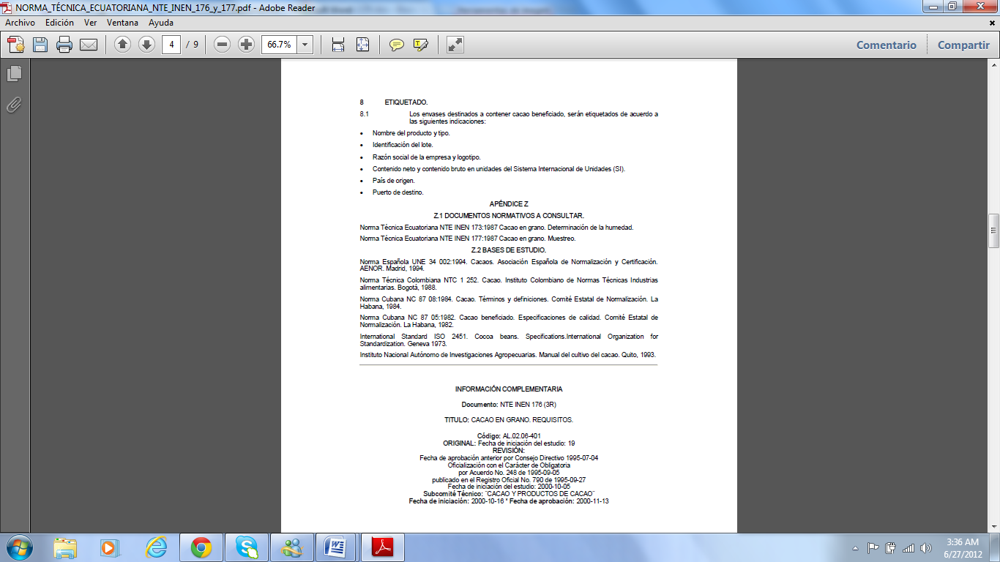 NORMA_TÉCNICA_ECUATORIANA_NTE_INEN_176_y_177.pdf - Adobe Reader
Archivo Edición Ver Ventana Ayuda
4 / 9 66.7% Comentario Compartir
8 ETIQUETADO.
8.1 Los envases destinados a contener cacao beneficiado, serán etiquetados de acuerdo a
las siguientes indicaciones:
• Nombre del producto y tipo.
• Identificación del lote.
• Razón social de la empresa y logotipo.
• Contenido neto y contenido bruto en unidades del Sistema Internacional de Unidades (SI).
• País de origen.
• Puerto de destino.
APÉNDICE Z
Z.1 DOCUMENTOS NORMATIVOS A CONSULTAR.
Norma Técnica Ecuatoriana NTE INEN 173:1987 Cacao en grano. Determinación de la humedad.
Norma Técnica Ecuatoriana NTE INEN 177:1987 Cacao en grano. Muestreo.
Z.2 BASES DE ESTUDIO.
Norma Española UNE 34 002:1994. Cacaos. Asociación Española de Normalización y Certificación.
AENOR. Madrid, 1994.
Norma Técnica Colombiana NTC 1 252. Cacao. Instituto Colombiano de Normas Técnicas Industrias
alimentarias. Bogotá, 1988.
Norma Cubana NC 87 08:1984. Cacao. Términos y definiciones. Comité Estatal de Normalización. La
Habana, 1984.
Norma Cubana NC 87 05:1982. Cacao beneficiado. Especificaciones de calidad. Comité Estatal de
Normalización. La Habana, 1982.
International Standard ISO 2451. Cocoa beans. Specifications.International Organization for
Standardization. Geneva 1973.
Instituto Nacional Autónomo de Investigaciones Agropecuarias. Manual del cultivo del cacao. Quito, 1993.
INFORMACIÓN COMPLEMENTARIA
Documento: NTE INEN 176 (3R)
TITULO: CACAO EN GRANO. REQUISITOS.
Código: AL.02.06-401
ORIGINAL: Fecha de iniciación del estudio: 19
REVISIÓN:
Fecha de aprobación anterior por Consejo Directivo 1995-07-04
Oficialización con el Carácter de Obligatoria
por Acuerdo No. 248 de 1995-09-05
publicado en el Registro Oficial No. 790 de 1995-09-27
Fecha de iniciación del estudio: 2000-10-05
Subcomité Técnico: ¨CACAO Y PRODUCTOS DE CACAO¨
Fecha de iniciación: 2000-10-16 * Fecha de aprobación: 2000-11-13
3:36 AM
6/27/2012